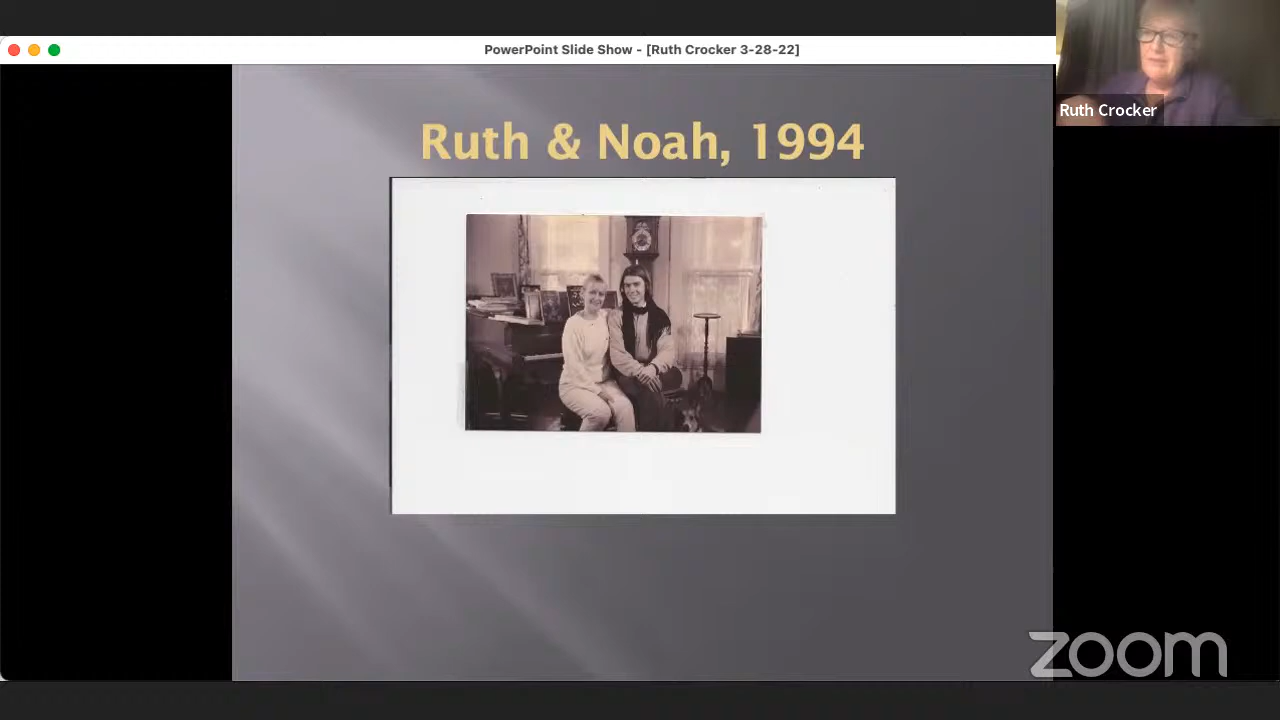 PowerPoint Slide Show - [Ruth Crocker 3-28-22]
Ruth Crocker
Ruth & Noah, 1994
zoom